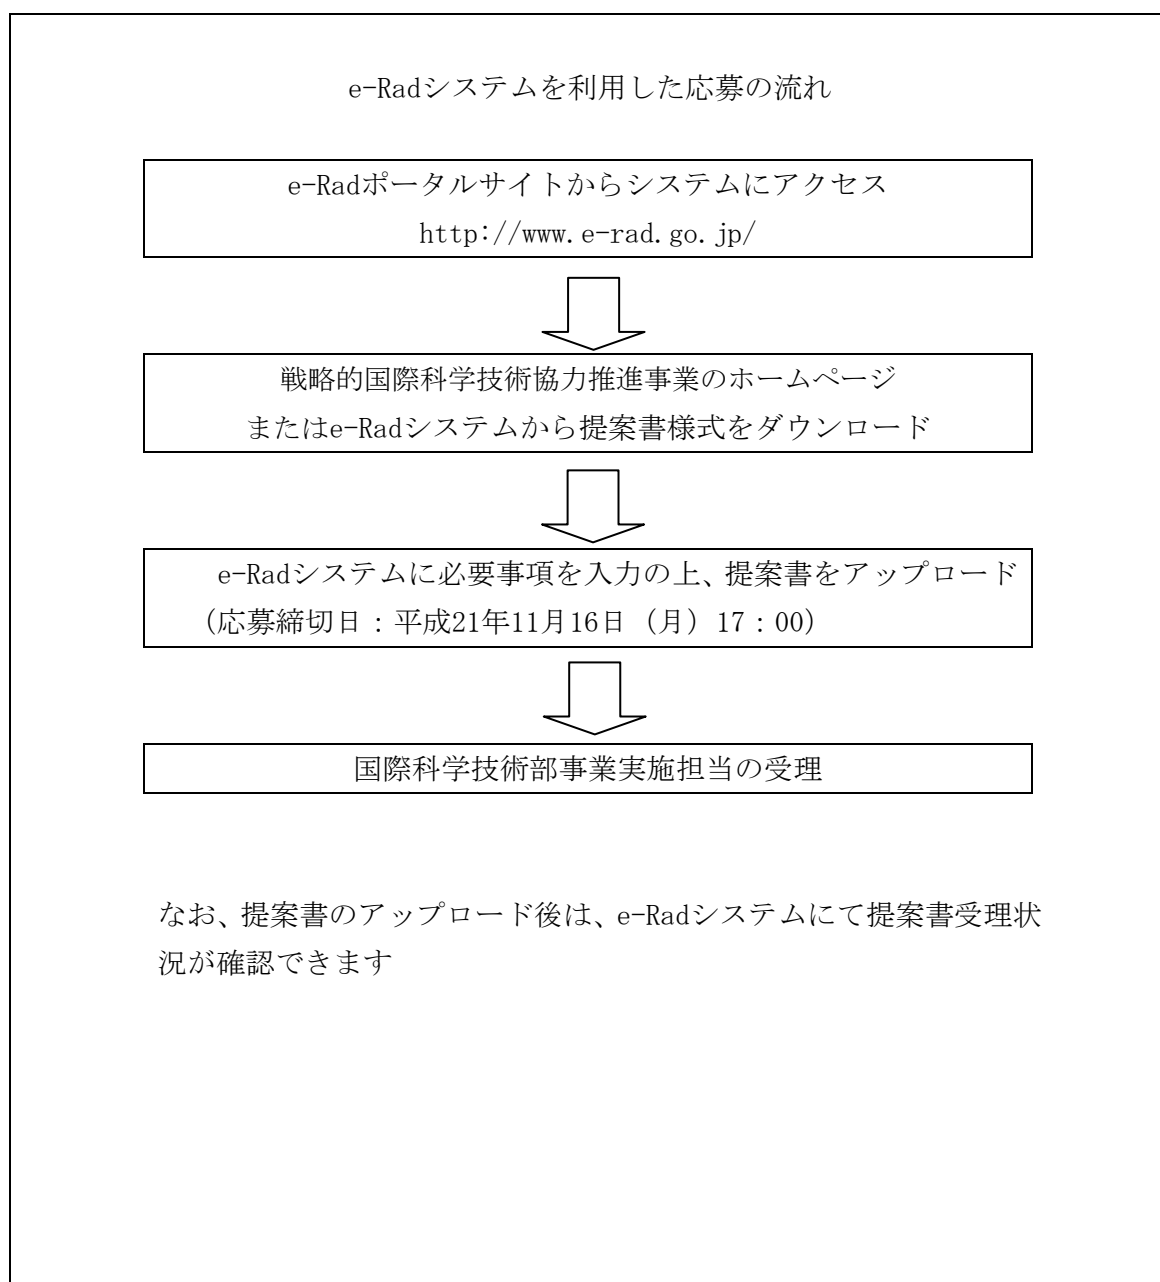 e-Radシステムを利用した応募の流れ
e-Radポータルサイトからシステムにアクセス
http://www.e-rad.go.jp/
戦略的国際科学技術協力推進事業のホームページ
またはe-Radシステムから提案書様式をダウンロード
e-Radシステムに必要事項を入力の上、提案書をアップロード
(応募締切日：平成21年11月16日（月）17：00)
国際科学技術部事業実施担当の受理
なお、提案書のアップロード後は、e-Radシステムにて提案書受理状
況が確認できます